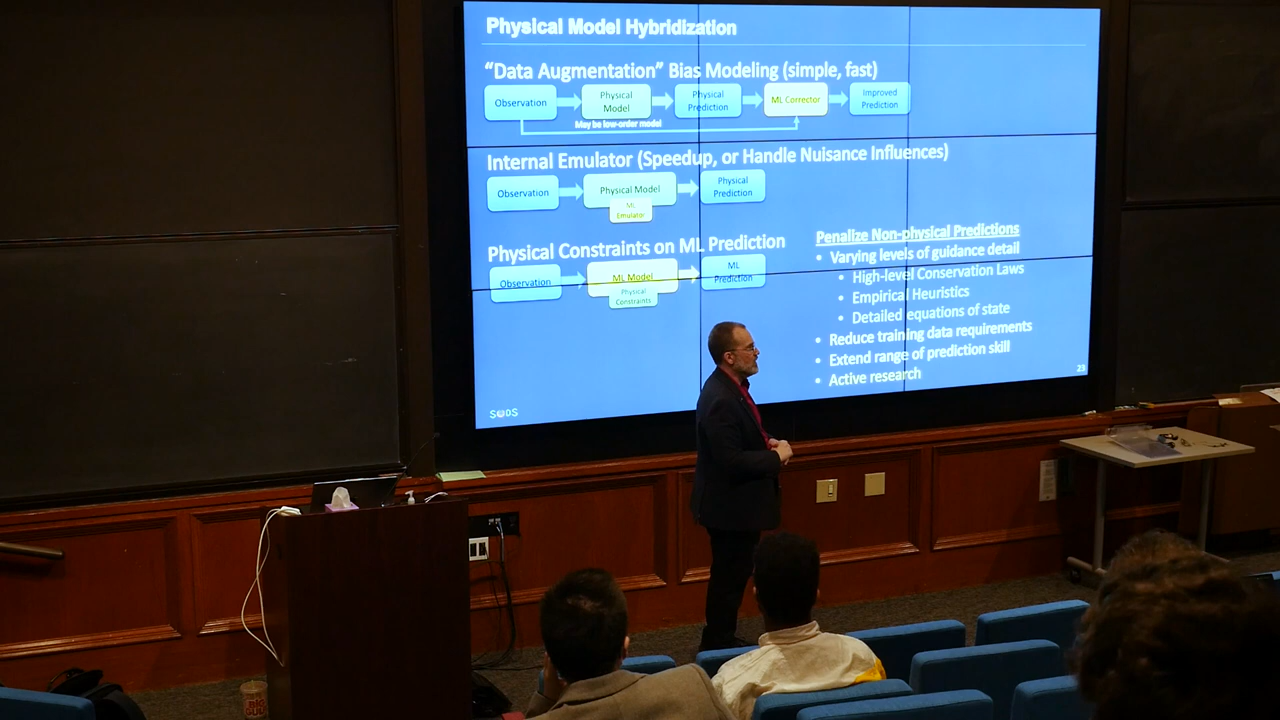 Physical Model Hybridization
“Data Augmentation” Bias Modeling (simple, fast)
Observation
Physical
Model
Physical
Prediction
ML Corrector
Improved
Prediction
May be low-order model
Internal Emulator (Speedup, or Handle Nuisance Influences)
Observation
Physical Model
ML
Emulator
Physical
Prediction
Physical Constraints on ML Prediction
Observation
ML Model
Physical
Constraints
ML
Prediction
Penalize Non-physical Predictions
• Varying levels of guidance detail
• High-level Conservation Laws
• Empirical Heuristics
• Detailed equations of state
• Reduce training data requirements
• Extend range of prediction skill
• Active research
23